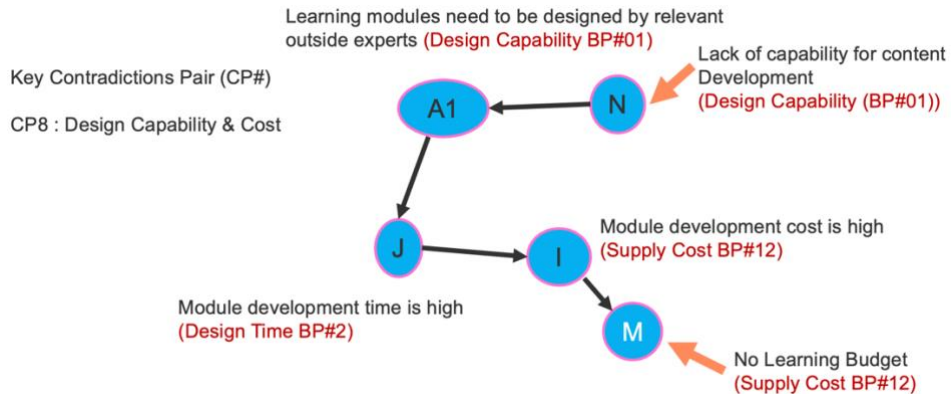 Learning modules need to be designed by relevant
outside experts (Design Capability BP#01)
Lack of capability for content
Development
(Design Capability (BP#01))
Key Contradictions Pair (CP#)
CP8 : Design Capability & Cost
A1
N
J
I
Module development cost is high
(Supply Cost BP#12)
Module development time is high
(Design Time BP#2)
M
No Learning Budget
(Supply Cost BP#12)